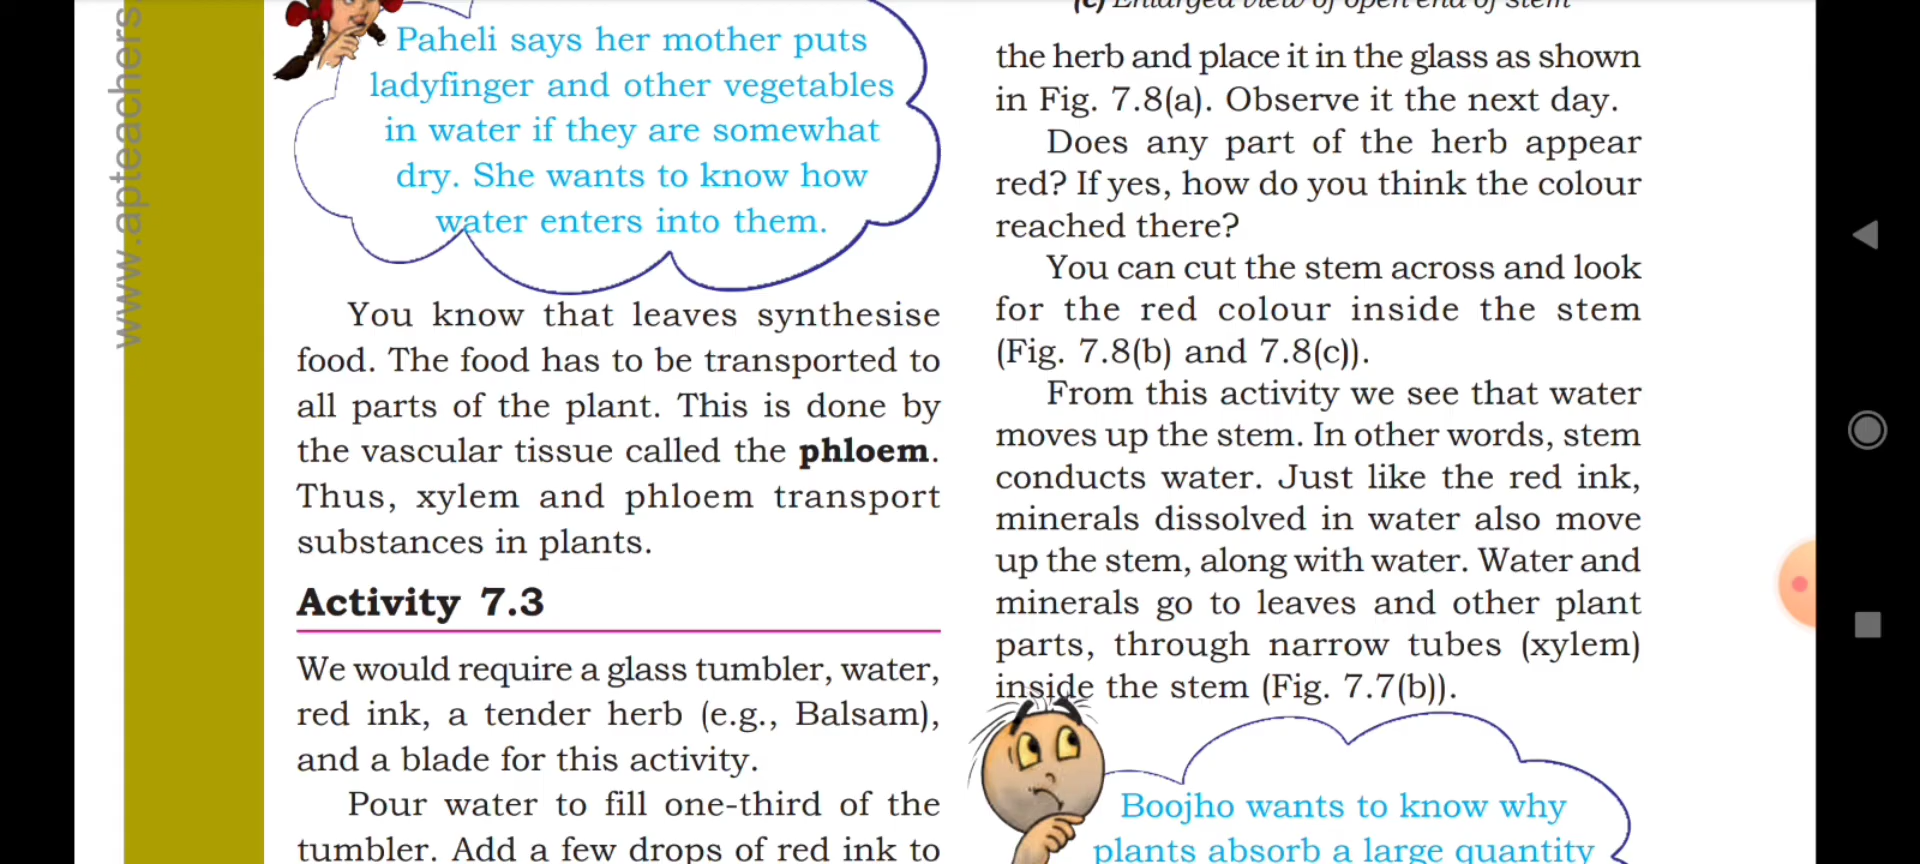 www.apteachers.
Paheli says her mother puts
ladyfinger and other vegetables
in water if they are somewhat
dry. She wants to know how
water enters into them.
You know that leaves synthesise
food. The food has to be transported to
all parts of the plant. This is done by
the vascular tissue called the phloem.
Thus, xylem and phloem transport
substances in plants.
Activity 7.3
We would require a glass tumbler, water,
red ink, a tender herb (e.g., Balsam),
and a blade for this activity.
Pour water to fill one-third of the
tumbler. Add a few drops of red ink to
(c) Enlarged view of open end of stem
the herb and place it in the glass as shown
in Fig. 7.8(a). Observe it the next day.
Does any part of the herb appear
red? If yes, how do you think the colour
reached there?
You can cut the stem across and look
for the red colour inside the stem
(Fig. 7.8(b) and 7.8(c)).
From this activity we see that water
moves up the stem. In other words, stem
conducts water. Just like the red ink,
minerals dissolved in water also move
up the stem, along with water. Water and
minerals go to leaves and other plant
parts, through narrow tubes (xylem)
inside the stem (Fig. 7.7(b)).
Boojho wants to know why
plants absorb a large quantity